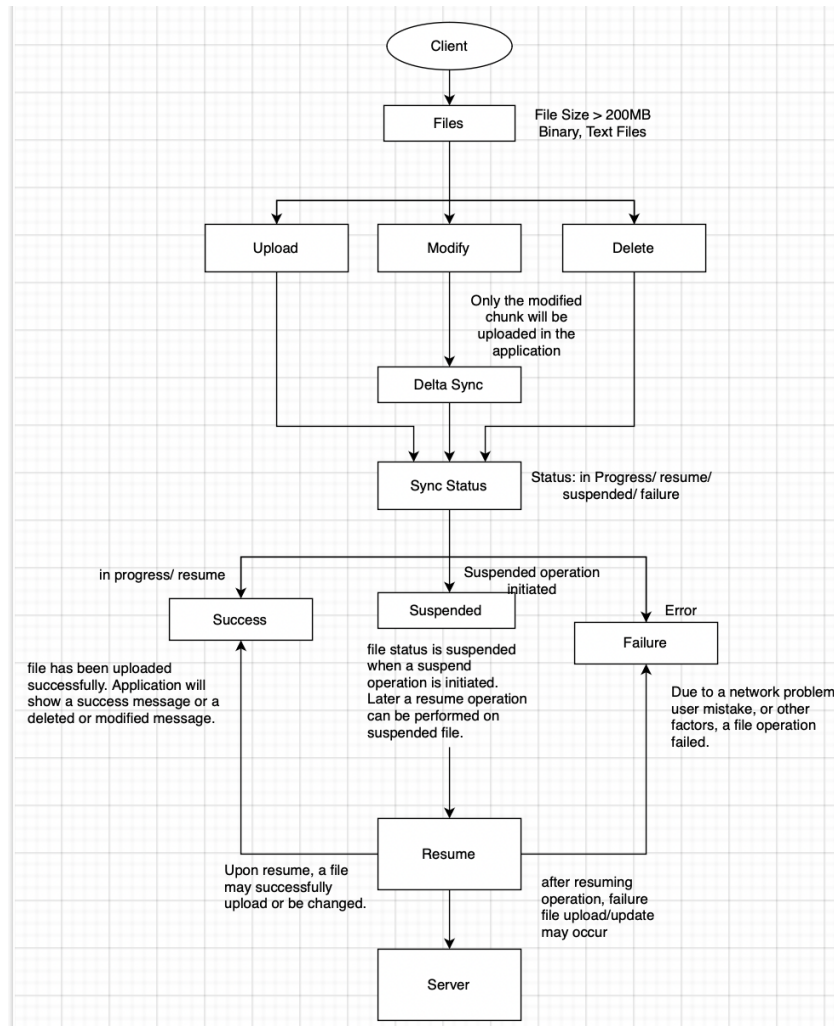 Client
Files
File Size > 200MB
Binary, Text Files
Upload
Modify
Delete
Only the modified
chunk will be
uploaded in the
application
Delta Sync
Sync Status
Status: in Progress/ resume/
suspended/ failure
in progress/ resume
Suspended operation
initiated
Error
Success
Suspended
Failure
file has been uploaded
successfully. Application will
show a success message or a
deleted or modified message.
file status is suspended
when a suspend
operation is initiated.
Later a resume operation
can be performed on
suspended file.
Due to a network problem
user mistake, or other
factors, a file operation
failed.
Resume
Upon resume, a file
may successfully
upload or be changed.
after resuming
operation, failure
file upload/update
may occur
Server